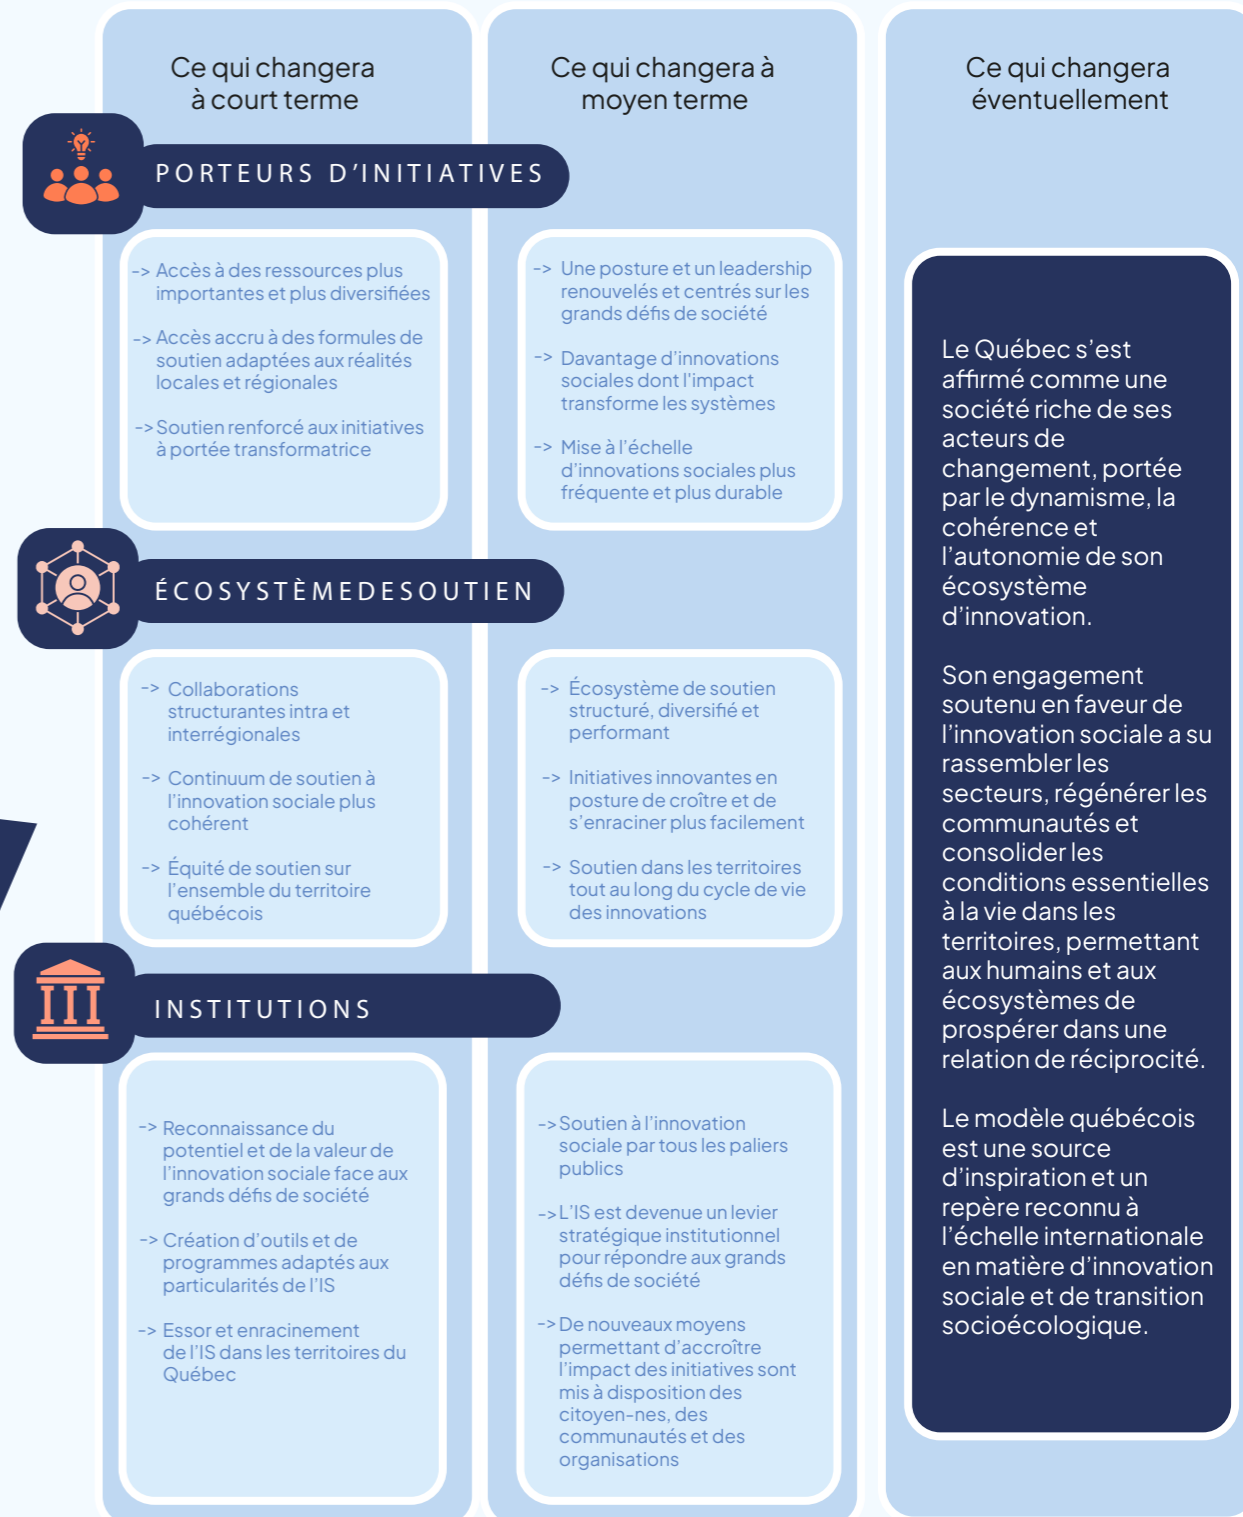 Ce qui changera
à court terme
Ce qui changera à
moyen terme
Ce qui changera
éventuellement
PORTEURS D'INITIATIVES
-> Accès à des ressources plus
importantes et plus diversifiées
-> Accès accru à des formules de
soutien adaptées aux réalités
locales et régionales
->Soutien renforcé aux initiatives
à portée transformatrice
-> Une posture et un leadership
renouvelés et centrés sur les
grands défis de société
-> Davantage d'innovations
sociales dont l'impact
transforme les systèmes
-> Mise à l'échelle
d'innovations sociales plus
fréquente et plus durable
ÉCOSYSTÈMEDESOUTIEN
-> Collaborations
structurantes intra et
interrégionales
-> Continuum de soutien à
l'innovation sociale plus
cohérent
-> Équité de soutien sur
l'ensemble du territoire
québécois
-> Écosystème de soutien
structuré, diversifié et
performant
-> Initiatives innovantes en
posture de croître et de
s'enraciner plus facilement
-> Soutien dans les territoires
tout au long du cycle de vie
des innovations
INSTITUTIONS
-> Reconnaissance du
potentiel et de la valeur de
l'innovation sociale face aux
grands défis de société
-> Création d'outils et de
programmes adaptés aux
particularités de l'IS
-> Essor et enracinement
de l'IS dans les territoires du
Québec
->Soutien à l'innovation
sociale par tous les paliers
publics
->L'IS est devenue un levier
stratégique institutionnel
pour répondre aux grands
défis de société
->De nouveaux moyens
permettant d'accroître
l'impact des initiatives sont
mis à disposition des
citoyen-nes, des
communautés et des
organisations
Le Québec s'est
affirmé comme une
société riche de ses
acteurs de
changement, portée
par le dynamisme, la
cohérence et
l'autonomie de son
écosystème
d'innovation.
Son engagement
soutenu en faveur de
l'innovation sociale a su
rassembler les
secteurs, régénérer les
communautés et
consolider les
conditions essentielles
à la vie dans les
territoires, permettant
aux humains et aux
écosystèmes de
prospérer dans une
relation de réciprocité.
Le modèle québécois
est une source
d'inspiration et un
repère reconnu à
l'échelle internationale
en matière d'innovation
sociale et de transition
socioécologique.